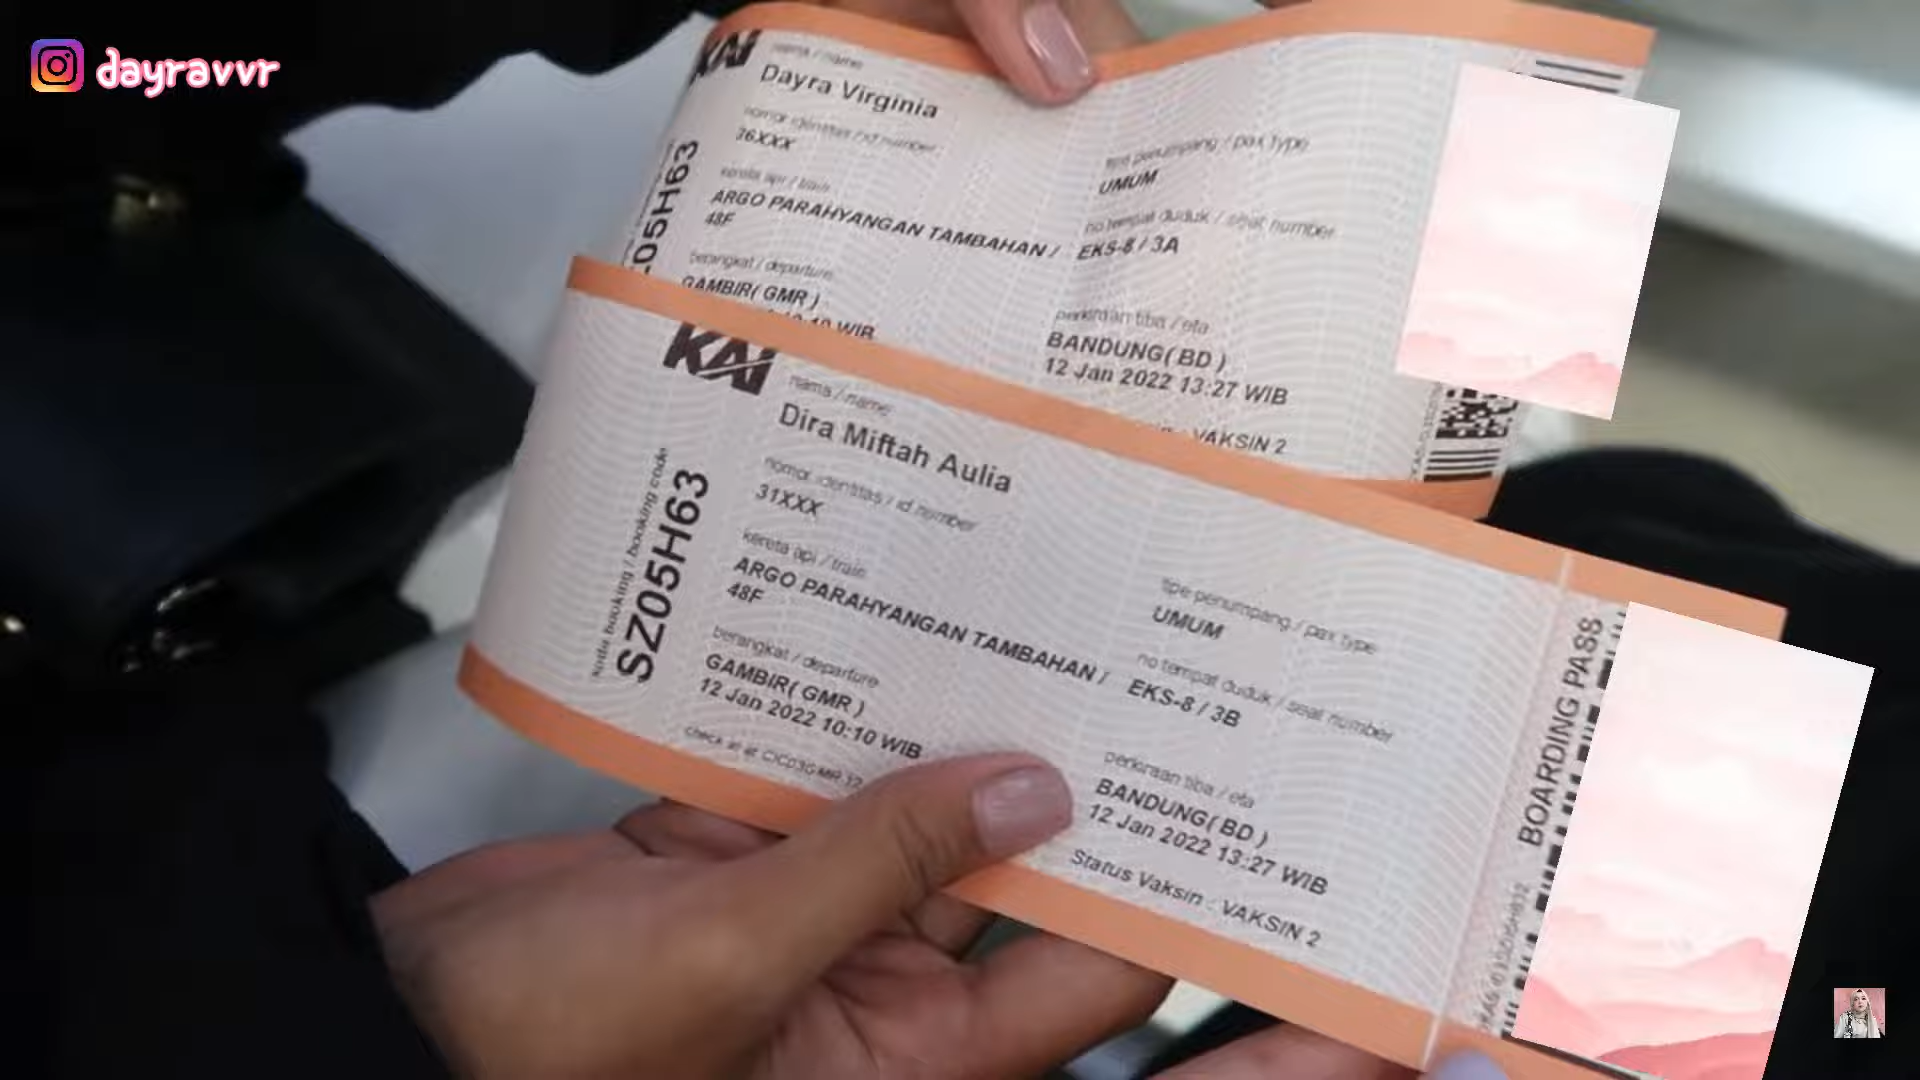 dayravvr
KAI
nama / name
Dayra Virginia
nomor identitas / id number
36XXX
kereta api / train
ARGO PARAHYANGAN TAMBAHAN /
48F
berangkat / departure
GAMBIR( GMR )
WIB
05H63
tipe penumpang / pax type
UMUM
no tempat duduk / seat number
EKS-8 / 3A
perkiraan tiba / eta
BANDUNG( BD )
12 Jan 2022 13:27 WIB
VAKSIN 2
KAI
kode booking / booking code
SZ05H63
nama / name
Dira Miftah Aulia
nomor identitas / id number
31XXX
kereta api / train
ARGO PARAHYANGAN TAMBAHAN /
48F
berangkat / departure
GAMBIR( GMR )
12 Jan 2022 10:10 WIB
check in at
tipe penumpang / pax type
UMUM
no tempat duduk / seat number
EKS-8 / 3B
perkiraan tiba / eta
BANDUNG( BD )
12 Jan 2022 13:27 WIB
Status Vaksin : VAKSIN 2
BOARDING PASS